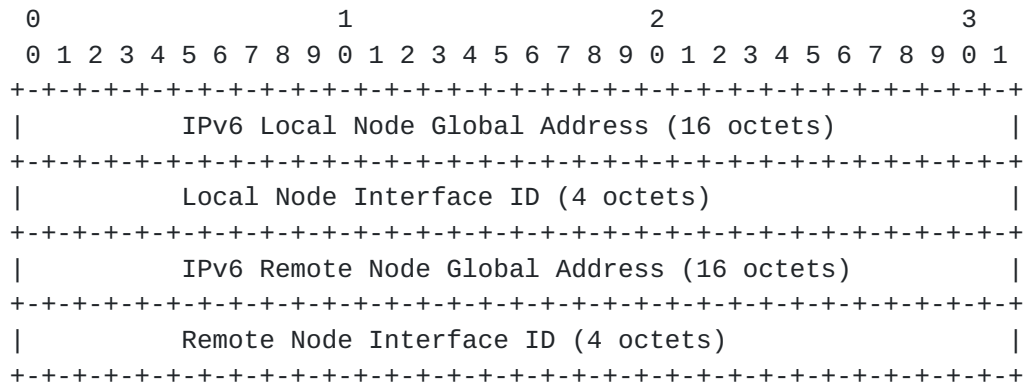 0                   1                   2                   3
 0 1 2 3 4 5 6 7 8 9 0 1 2 3 4 5 6 7 8 9 0 1 2 3 4 5 6 7 8 9 0 1
+-+-+-+-+-+-+-+-+-+-+-+-+-+-+-+-+-+-+-+-+-+-+-+-+-+-+-+-+-+-+-+-+
|          IPv6 Local Node Global Address (16 octets)           |
+-+-+-+-+-+-+-+-+-+-+-+-+-+-+-+-+-+-+-+-+-+-+-+-+-+-+-+-+-+-+-+-+
|          Local Node Interface ID (4 octets)                   |
+-+-+-+-+-+-+-+-+-+-+-+-+-+-+-+-+-+-+-+-+-+-+-+-+-+-+-+-+-+-+-+-+
|          IPv6 Remote Node Global Address (16 octets)          |
+-+-+-+-+-+-+-+-+-+-+-+-+-+-+-+-+-+-+-+-+-+-+-+-+-+-+-+-+-+-+-+-+
|          Remote Node Interface ID (4 octets)                  |
+-+-+-+-+-+-+-+-+-+-+-+-+-+-+-+-+-+-+-+-+-+-+-+-+-+-+-+-+-+-+-+-+